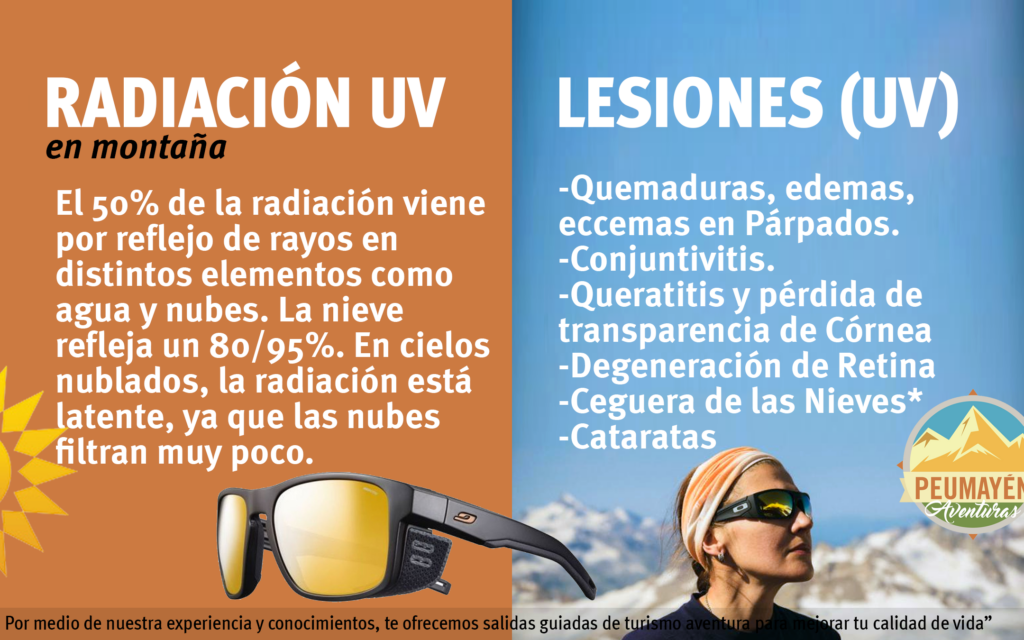 RADIACIÓN UV
en montaña
El 50% de la radiación viene
por reflejo de rayos en
distintos elementos como
agua y nubes. La nieve
refleja un 80/95%. En cielos
nublados, la radiación está
latente, ya que las nubes
filtran muy poco.
LESIONES (UV)
-Quemaduras, edemas,
eccemas en Párpados.
-Conjuntivitis.
-Queratitis y pérdida de
transparencia de Córnea
-Degeneración de Retina
-Ceguera de las Nieves*
-Cataratas
PEUMAYÉN
Aventuras
Por medio de nuestra experiencia y conocimientos, te ofrecemos salidas guiadas de turismo aventura para mejorar tu calidad de vida”